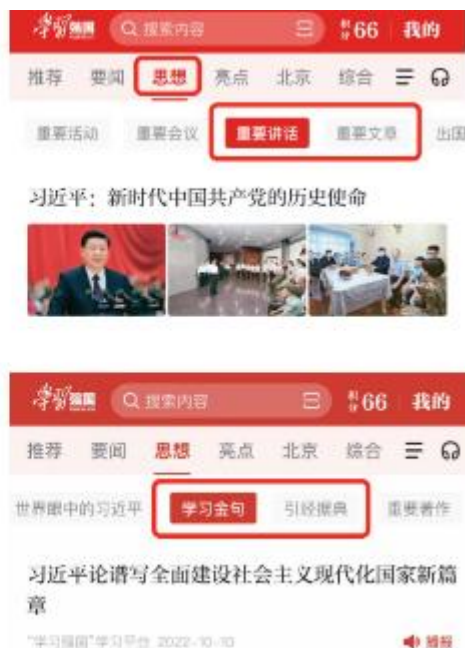 学习强国 搜索内容 积分 66 我的
推荐 要闻 思想 亮点 北京 综合
重要活动 重要会议 重要讲话 重要文章 出国
习近平：新时代中国共产党的历史使命
学习强国 搜索内容 积分 66 我的
推荐 要闻 思想 亮点 北京 综合
世界眼中的习近平 学习金句 引经据典 重要著作
习近平论谱写全面建设社会主义现代化国家新篇
章
"学习强国"学习平台 2022-10-10 播报